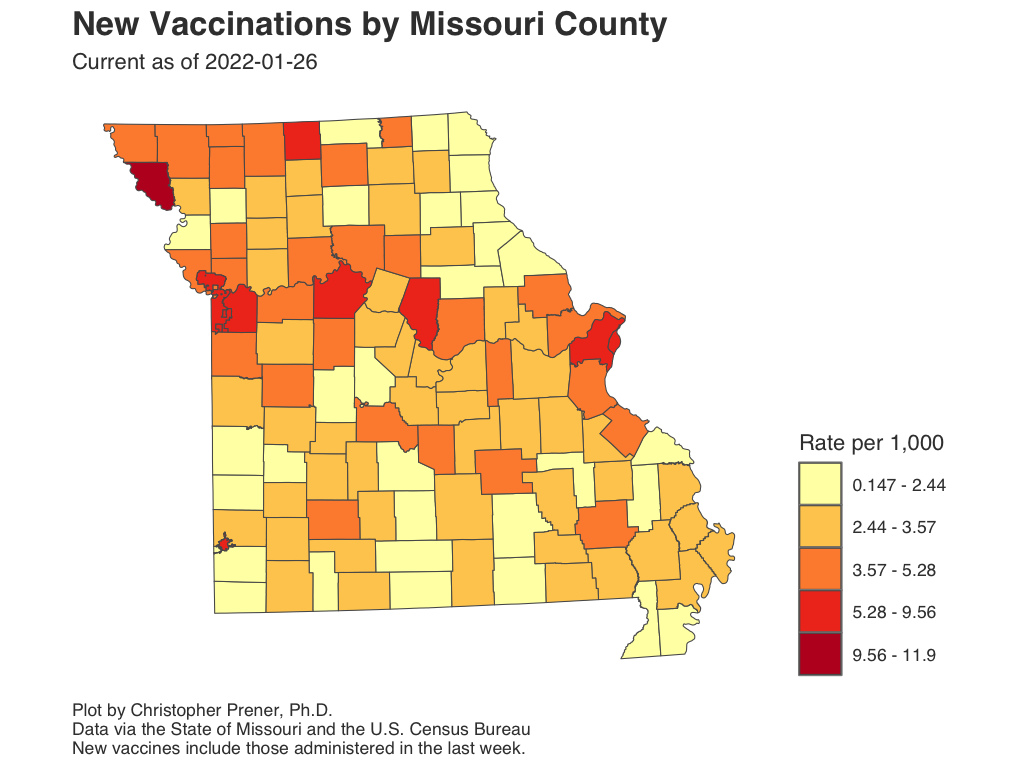 New Vaccinations by Missouri County
Current as of 2022-01-26
Rate per 1,000
0.147 - 2.44
2.44 - 3.57
3.57 - 5.28
5.28 - 9.56
9.56 - 11.9
Plot by Christopher Prener, Ph.D.
Data via the State of Missouri and the U.S. Census Bureau
New vaccines include those administered in the last week.